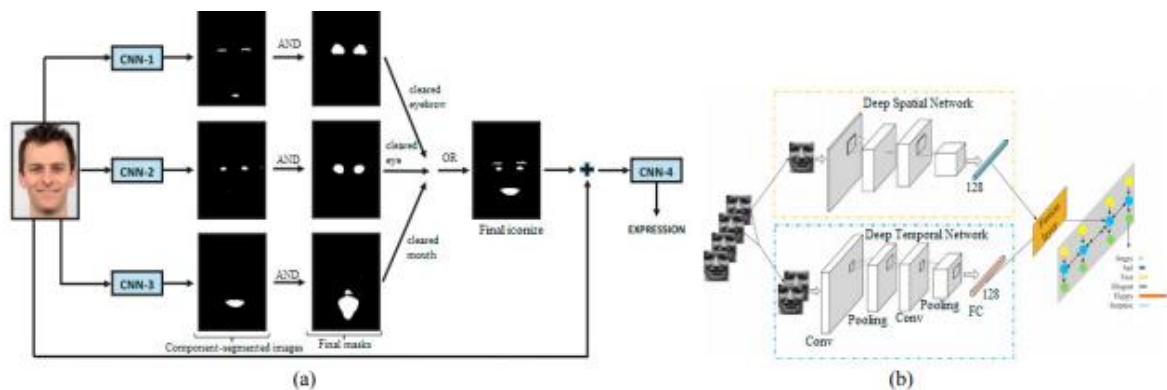 CNN-1
AND
cleared
eyebrow
CNN-2
AND
cleared
eye
OR
CNN-4
EXPRESSION
Final iconize
CNN-3
AND
cleared
mouth
Component-segmented images
Final masks
(a)
Deep Spatial Network
128
Deep Temporal Network
Conv
Pooling
Conv
Pooling
128
FC
Fusion
layer
Angry
Sad
Fear
Disgust
Happy
Surprise
(b)